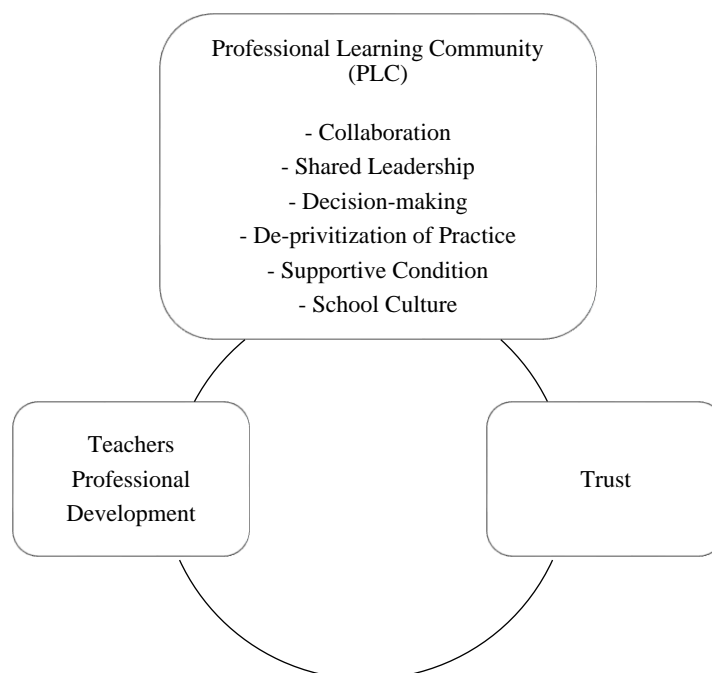 Professional Learning Community
(PLC)
- Collaboration
- Shared Leadership
- Decision-making
- De-privitization of Practice
- Supportive Condition
- School Culture
Teachers
Professional
Development
Trust